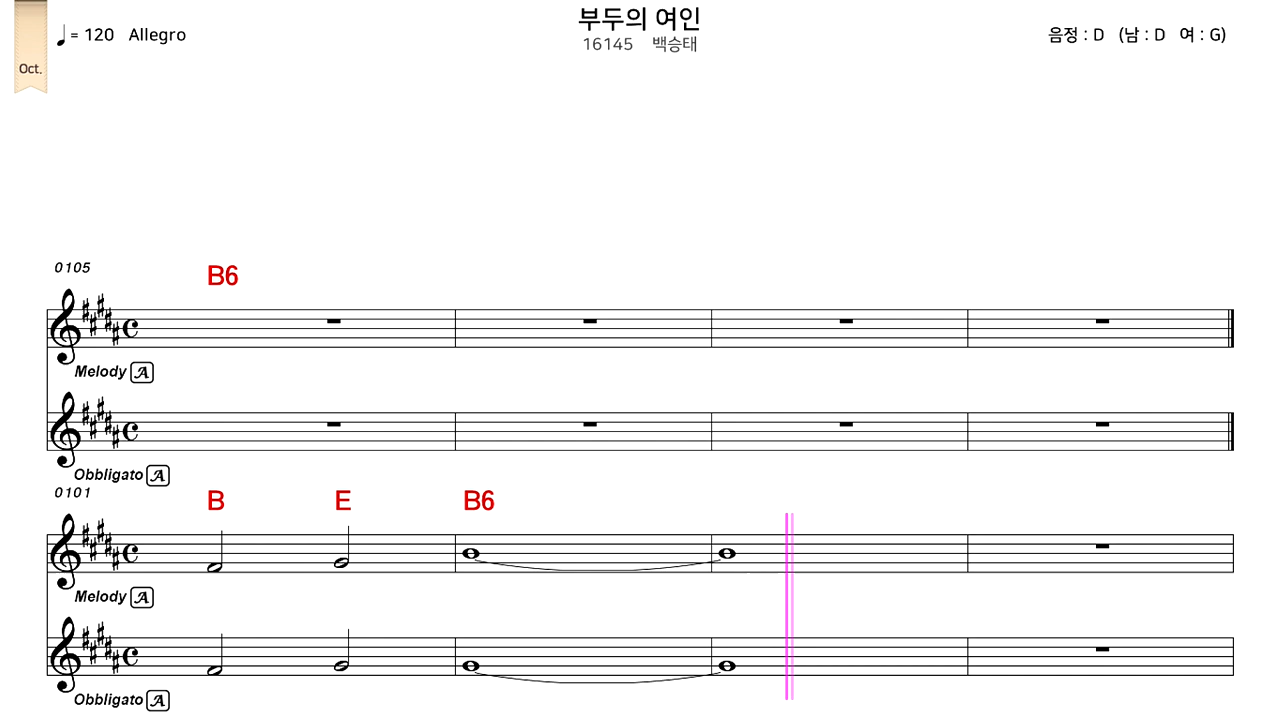 부두의 여인
♩ = 120 Allegro
16145 백승태
음정 : D (남 : D 여 : G)
Oct.
0105
B6
Melody A
Obbligato A
0101
B E B6
Melody A
Obbligato A